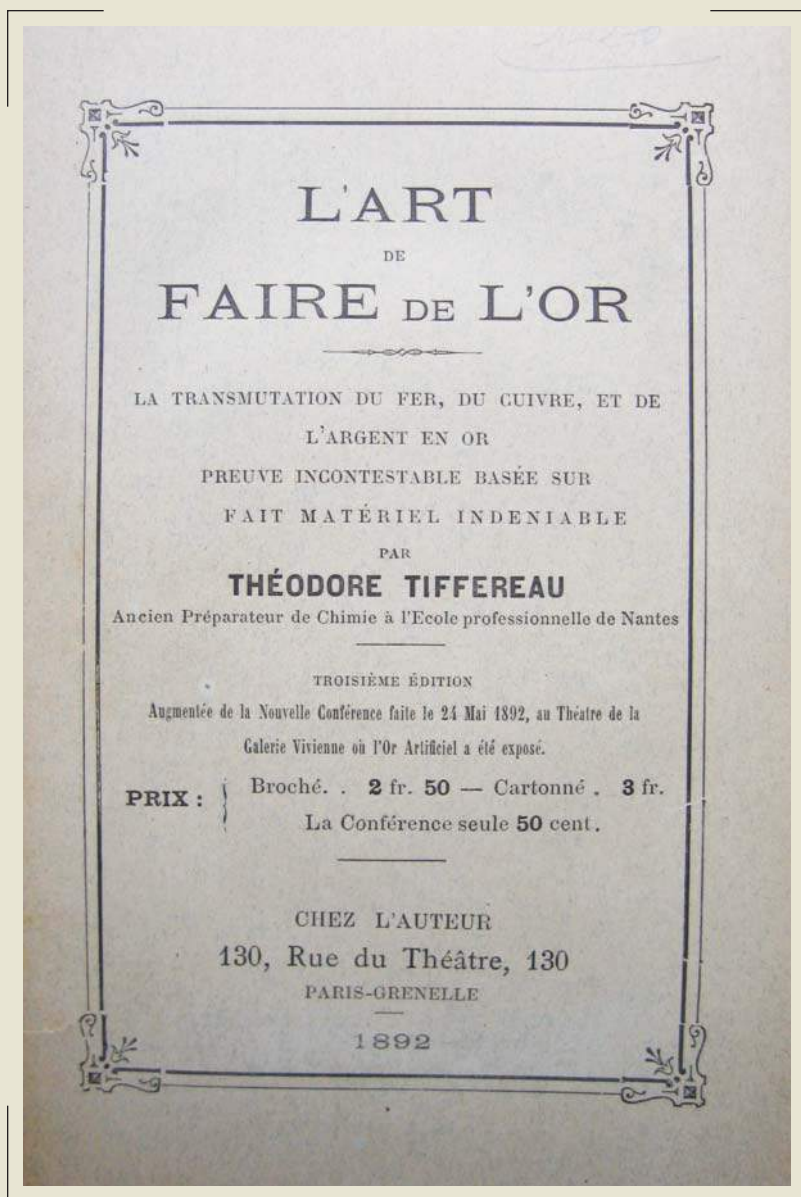 L'ART
DE
FAIRE DE L'OR
LA TRANSMUTATION DU FER, DU CUIVRE, ET DE
L'ARGENT EN OR
PREUVE INCONTESTABLE BASÉE SUR
FAIT MATÉRIEL INDENIABLE
PAR
THÉODORE TIFFEREAU
Ancien Préparateur de Chimie à l'Ecole professionnelle de Nantes
TROISIÈME ÉDITION
Augmentée de la Nouvelle Conférence faite le 24 Mai 1892, au Théatre de la
Galerie Vivienne où l'Or Artificiel a été exposé.
PRIX : { Broché. . 2 fr. 50 — Cartonné . 3 fr.
La Conférence seule 50 cent.
CHEZ L'AUTEUR
130, Rue du Théâtre, 130
PARIS-GRENELLE
1892